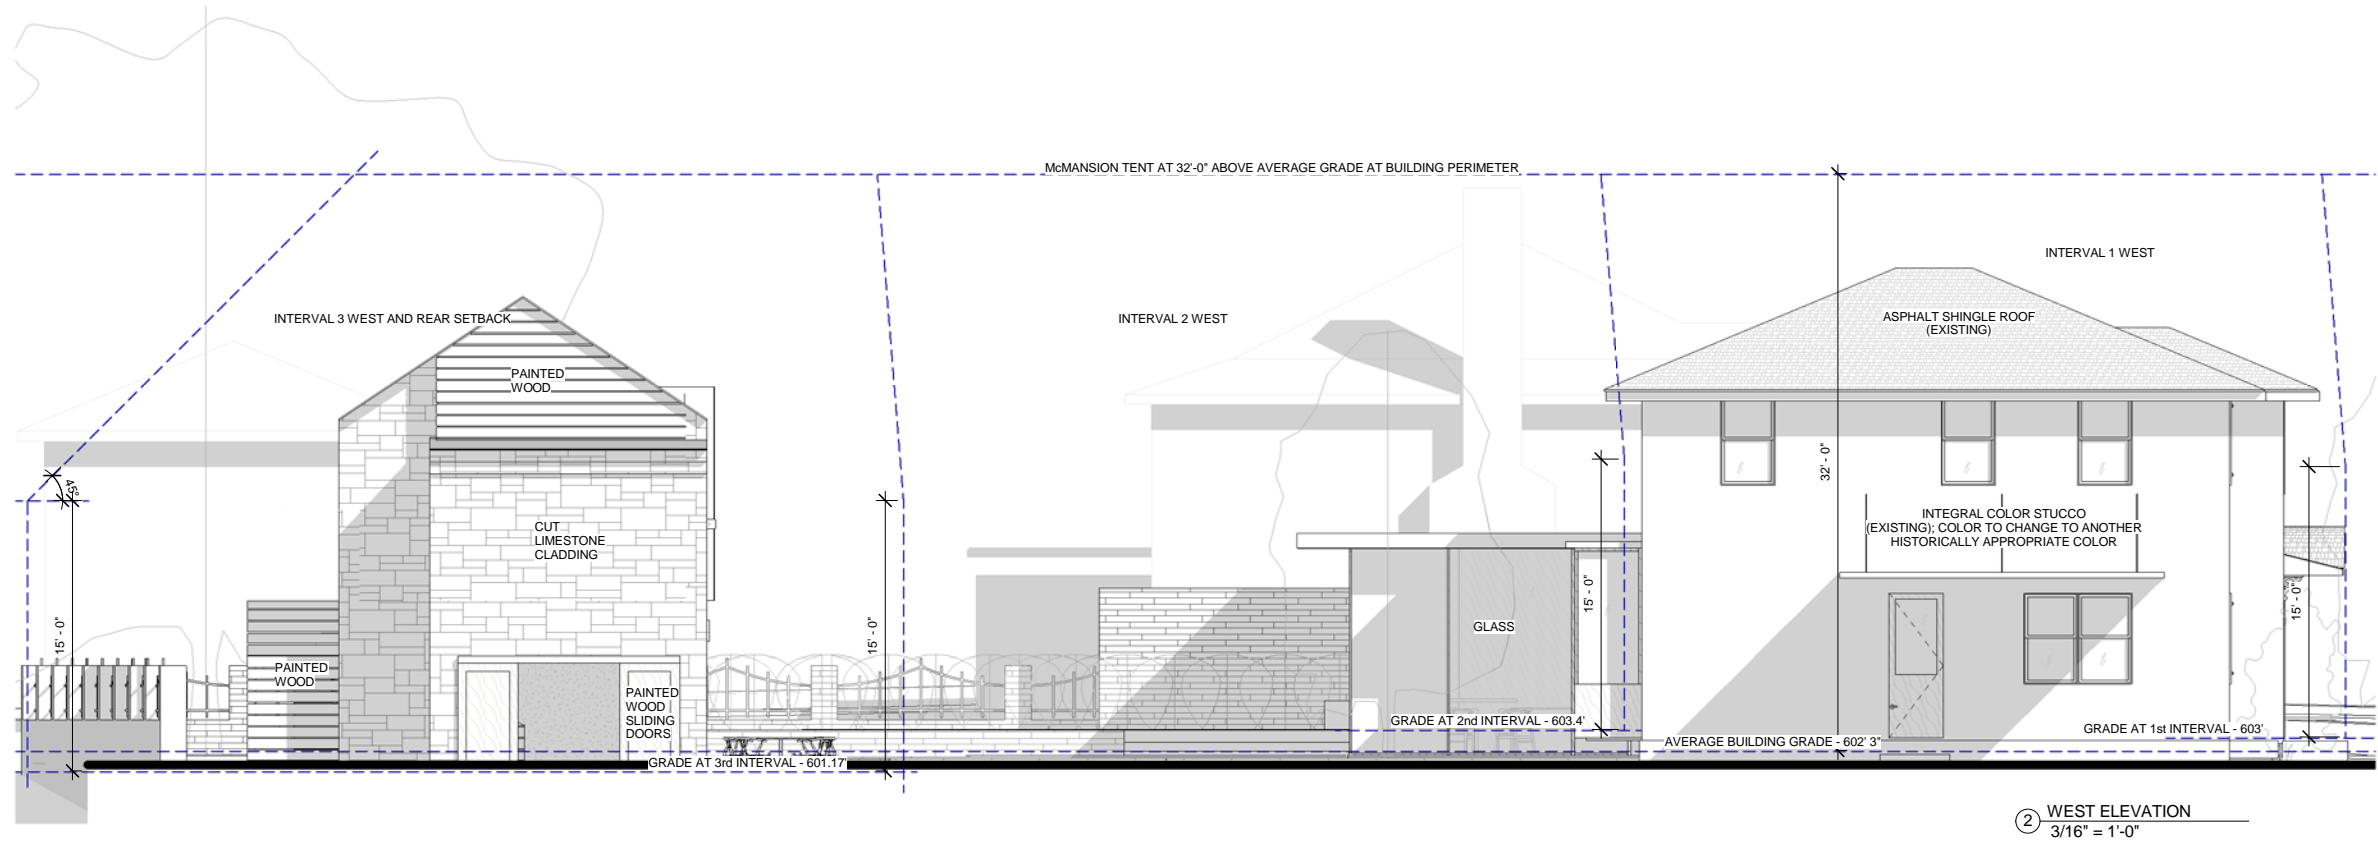 McMANSION TENT AT 32'-0" ABOVE AVERAGE GRADE AT BUILDING PERIMETER
INTERVAL 1 WEST
INTERVAL 3 WEST AND REAR SETBACK
INTERVAL 2 WEST
ASPHALT SHINGLE ROOF
(EXISTING)
PAINTED
WOOD
45°
32' - 0"
CUT
LIMESTONE
CLADDING
INTEGRAL COLOR STUCCO
(EXISTING); COLOR TO CHANGE TO ANOTHER
HISTORICALLY APPROPRIATE COLOR
15' - 0"
15' - 0"
15' - 0"
15' - 0"
GLASS
PAINTED
WOOD
PAINTED
WOOD
SLIDING
DOORS
GRADE AT 2nd INTERVAL - 603.4'
GRADE AT 1st INTERVAL - 603'
AVERAGE BUILDING GRADE - 602' 3"
GRADE AT 3rd INTERVAL - 601.17'
2
WEST ELEVATION
3/16" = 1'-0"